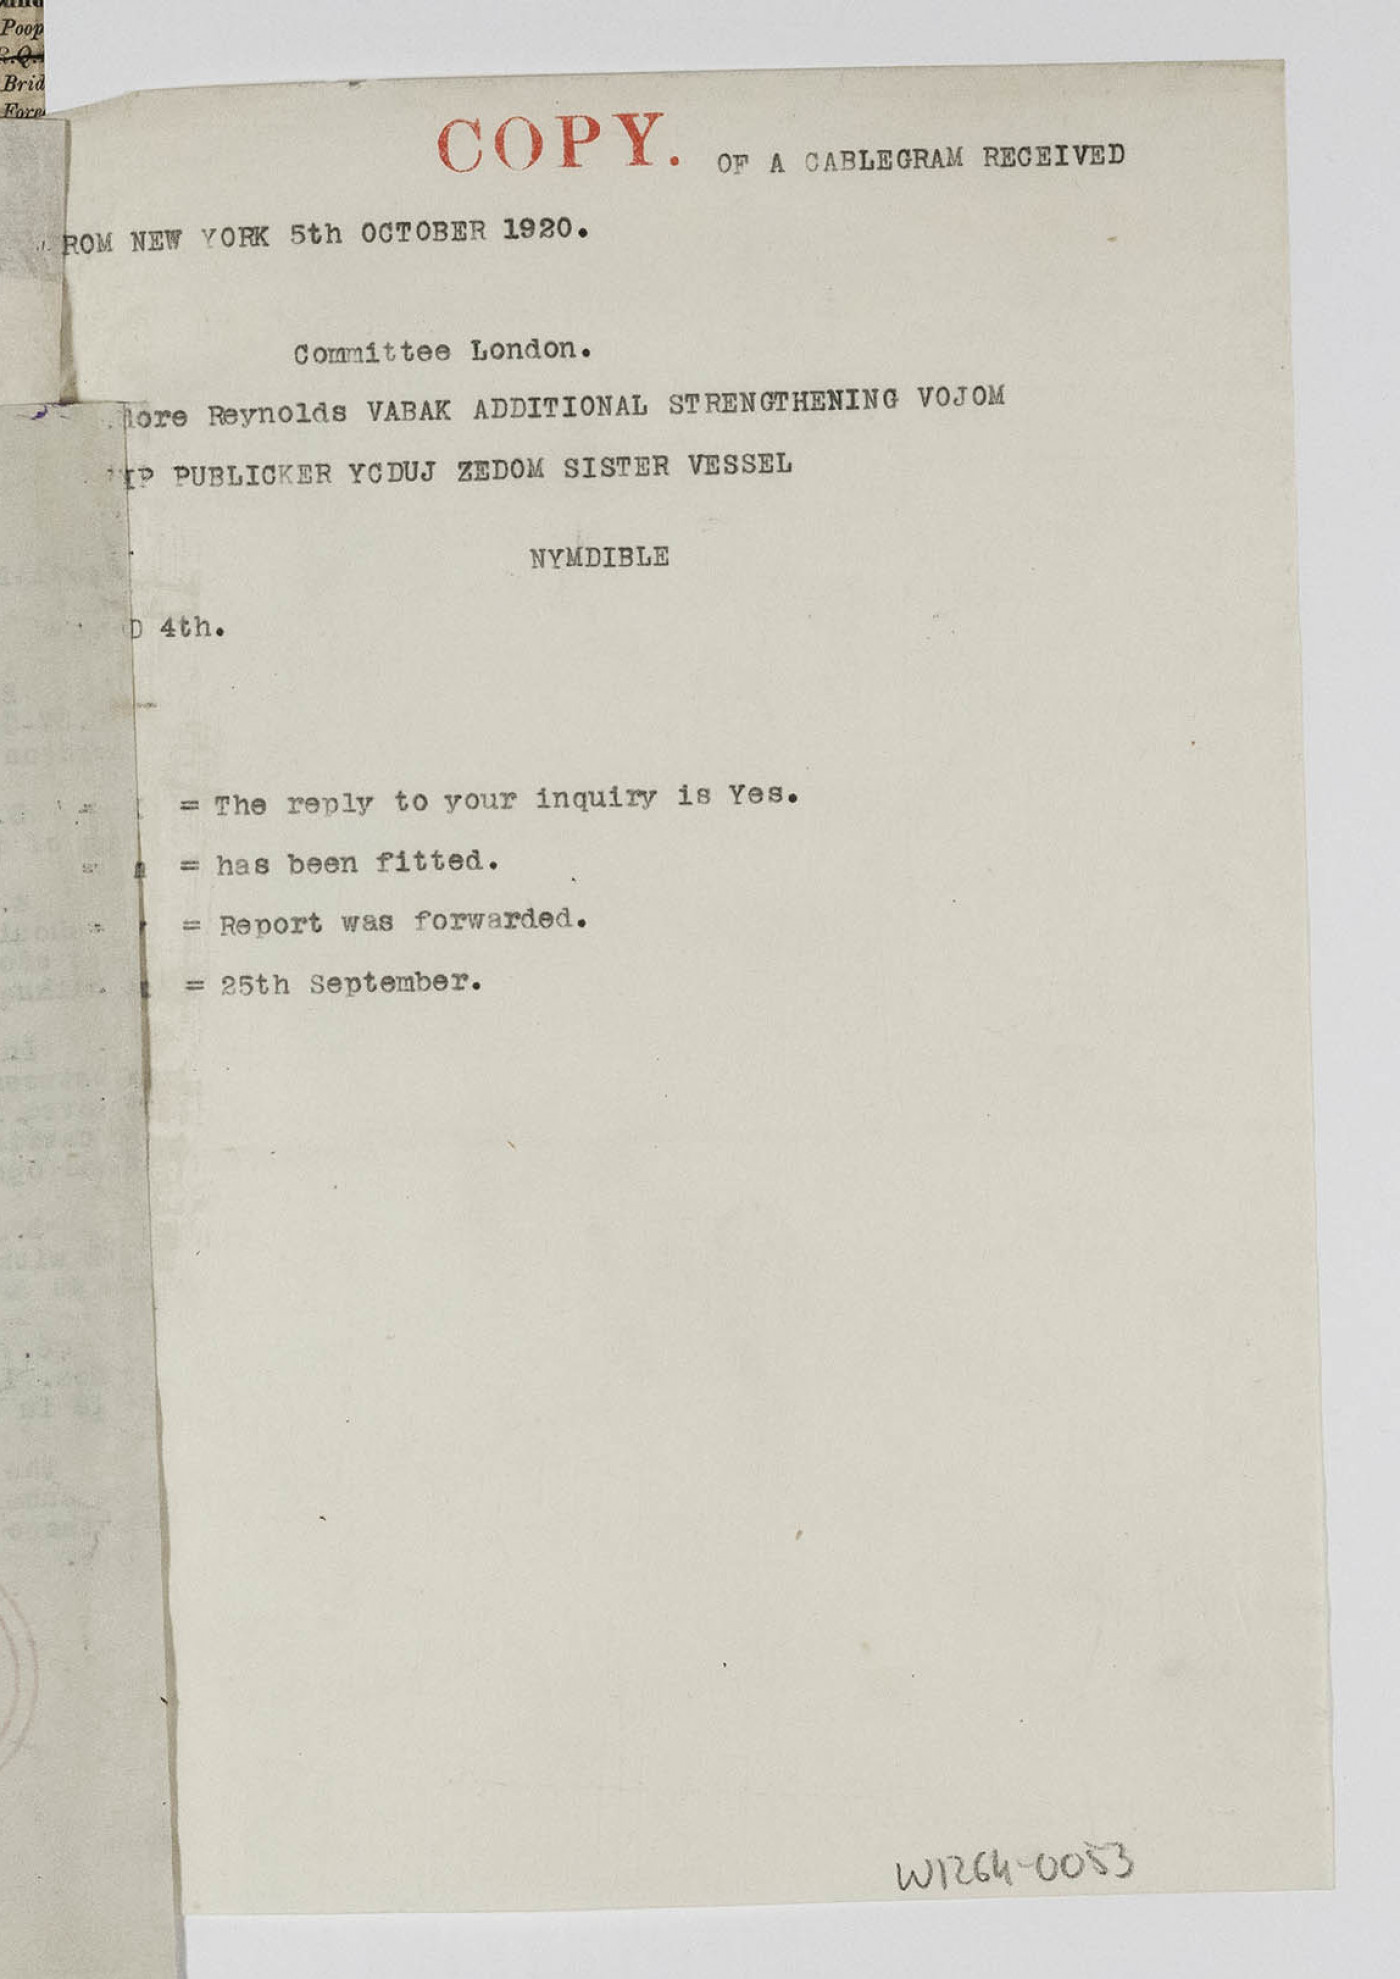 Poop
Brid
Fore
COPY. OF A CABLEGRAM RECEIVED
ROM NEW YORK 5th OCTOBER 1920.
Committee London.
ore Reynolds VABAK ADDITIONAL STRENGTHENING VOJOM
IP PUBLICKER YCDUJ ZEDOM SISTER VESSEL
NYMDIBLE
D 4th.
= The reply to your inquiry is Yes.
= has been fitted.
= Report was forwarded.
= 25th September.
W1264-0053